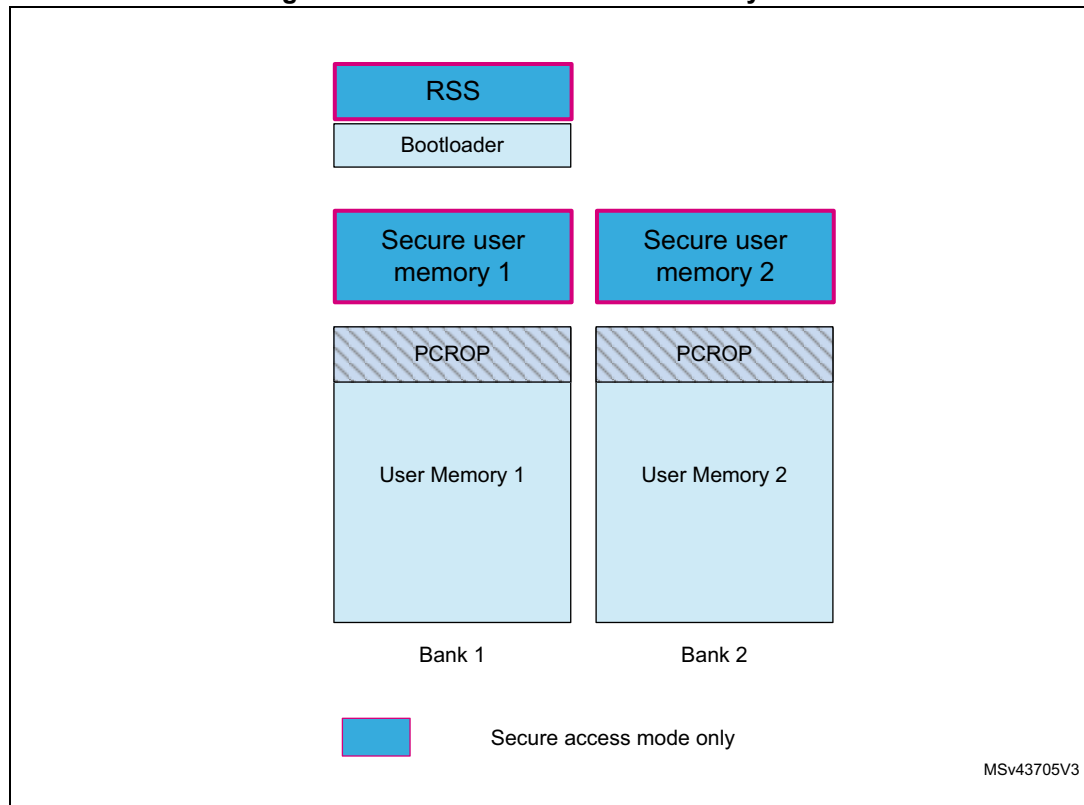 RSS
Bootloader
Secure user
memory 1
Secure user
memory 2
PCROP
PCROP
User Memory 1
User Memory 2
Bank 1
Bank 2
Secure access mode only
MSv43705V3